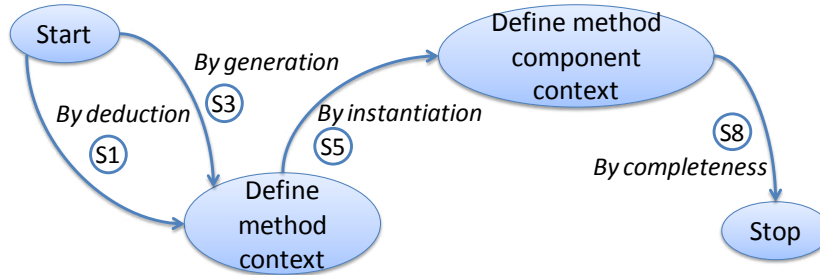 Start
By generation
S3
By deduction
S1
Define
method
context
By instantiation
S5
Define method
component
context
S8
By completeness
Stop